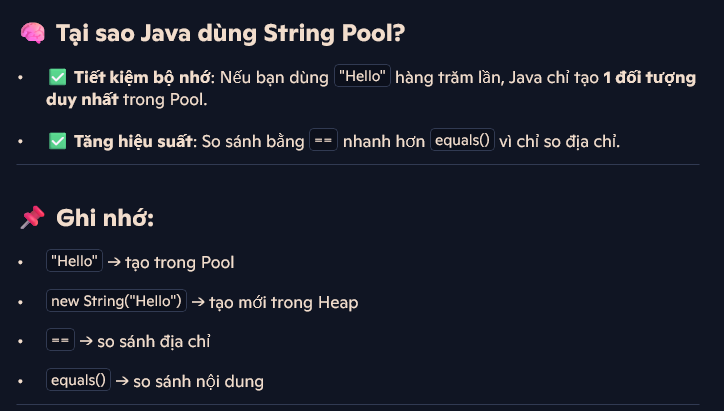 🧠 Tại sao Java dùng String Pool?
• ✅ Tiết kiệm bộ nhớ: Nếu bạn dùng "Hello" hàng trăm lần, Java chỉ tạo 1 đối tượng
duy nhất trong Pool.
• ✅ Tăng hiệu suất: So sánh bằng == nhanh hơn equals() vì chỉ so địa chỉ.
📌 Ghi nhớ:
• "Hello" → tạo trong Pool
• new String("Hello") → tạo mới trong Heap
• == → so sánh địa chỉ
• equals() → so sánh nội dung